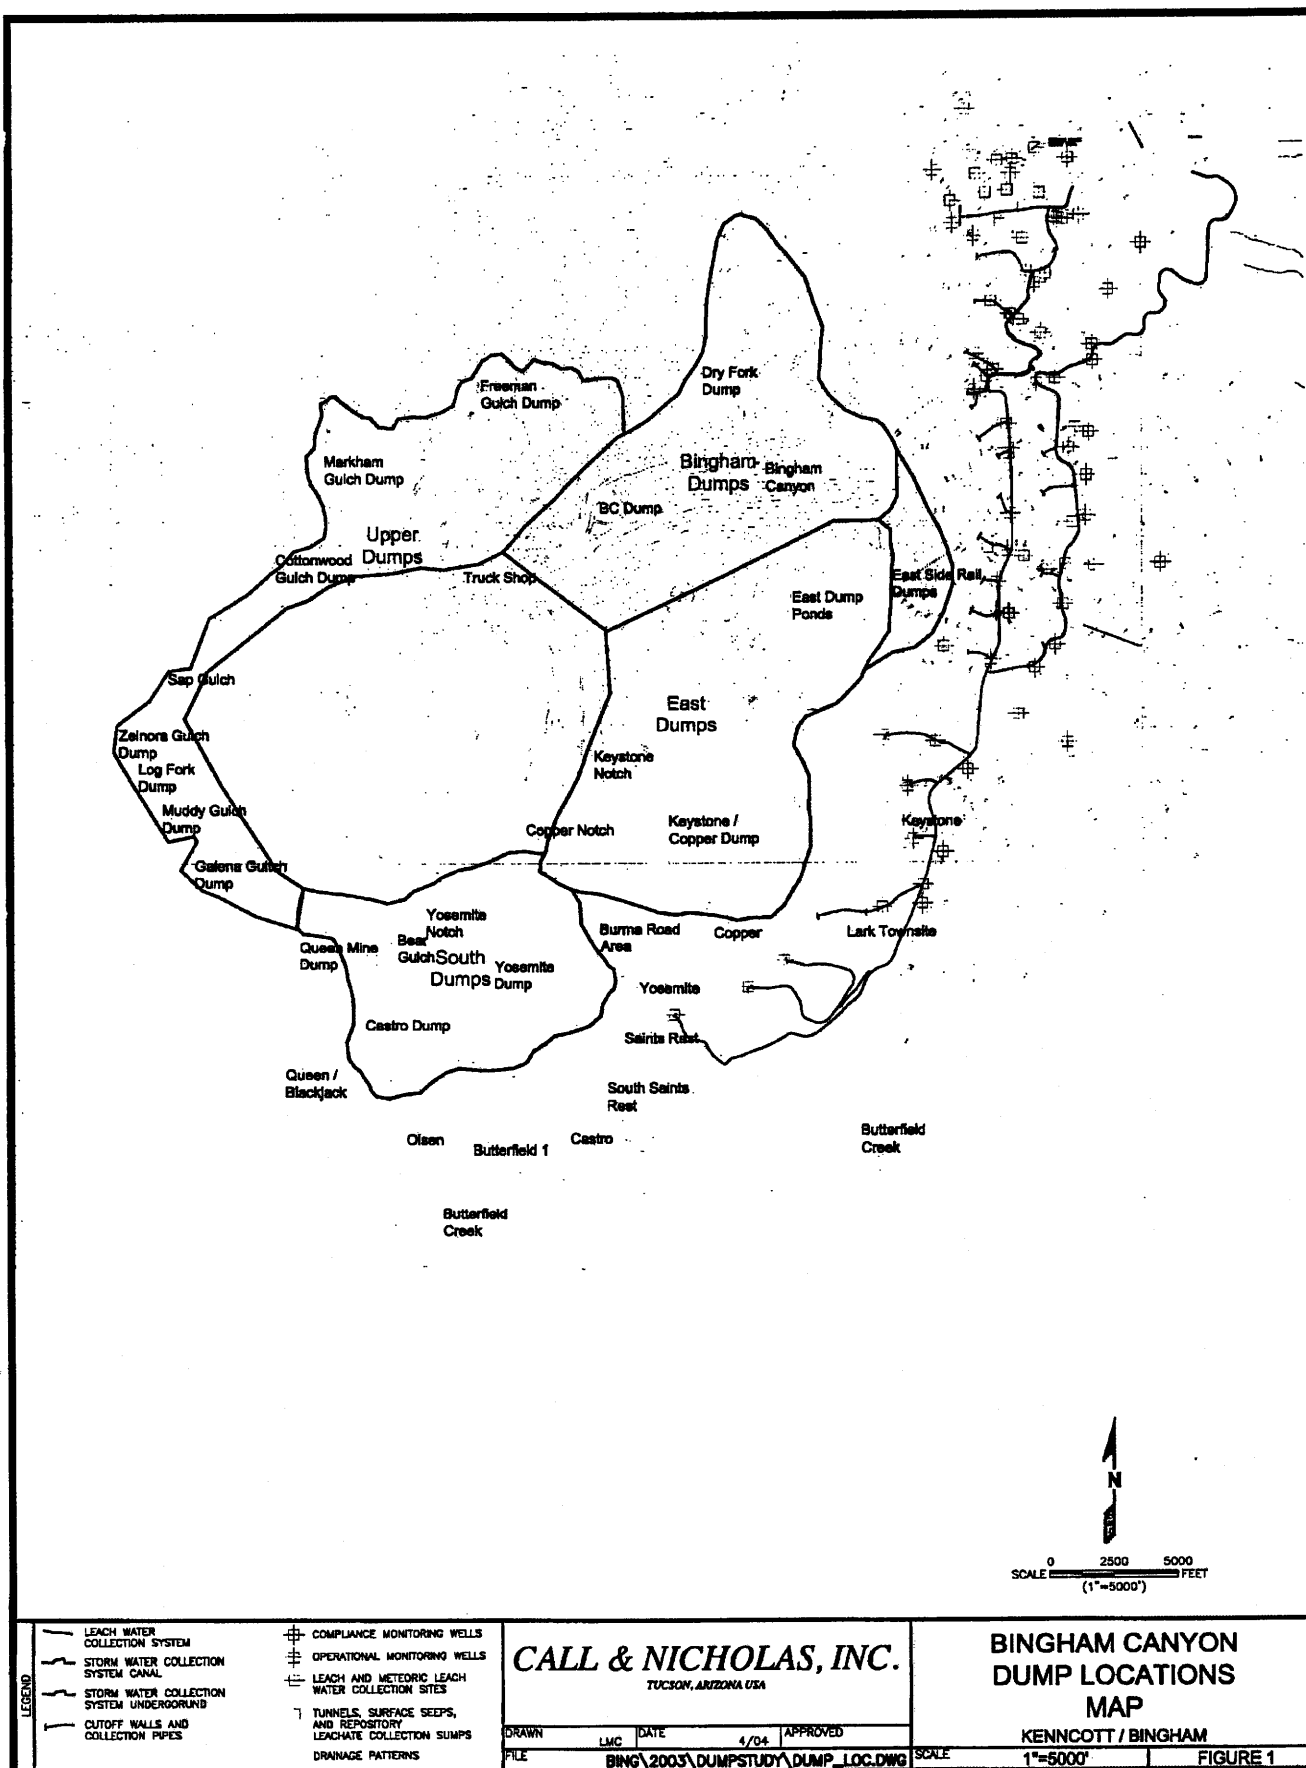 Freeman
Gulch Dump
Dry Fork
Dump
Markham
Gulch Dump
Bingham
Dumps
Bingham
Canyon
BC Dump
Upper
Dumps
Cottonwood
Gulch Dump
Truck Shop
East Side Rail
Dumps
East Dump
Ponds
Sap Gulch
East
Dumps
Zelnora Gulch
Dump
Log Fork
Dump
Keystone
Notch
Muddy Gulch
Dump
Copper Notch
Keystone /
Copper Dump
Keystone
Galena Gultch
Dump
Yosemite
Notch
Bear
Gulch
South
Dumps
Yosemite
Dump
Queen Mine
Dump
Burma Road
Area
Copper
Lark Townsite
Yosemite
Castro Dump
Saints Rest
Queen /
Blackjack
South Saints
Rest
Olsen
Butterfield 1
Castro
Butterfield
Creek
Butterfield
Creek
N
0 2500 5000
SCALE FEET
(1"=5000')
LEGEND
LEACH WATER
COLLECTION SYSTEM
STORM WATER COLLECTION
SYSTEM CANAL
STORM WATER COLLECTION
SYSTEM UNDERGORUND
CUTOFF WALLS AND
COLLECTION PIPES
COMPLIANCE MONITORING WELLS
OPERATIONAL MONITORING WELLS
LEACH AND METEORIC LEACH
WATER COLLECTION SITES
TUNNELS, SURFACE SEEPS,
AND REPOSITORY
LEACHATE COLLECTION SUMPS
DRAINAGE PATTERNS
CALL & NICHOLAS, INC.
TUCSON, ARIZONA USA
DRAWN LMC DATE 4/04 APPROVED
FILE BING\2003\DUMPSTUDY\DUMP_LOC.DWG
BINGHAM CANYON
DUMP LOCATIONS
MAP
KENNCOTT / BINGHAM
SCALE 1"=5000' FIGURE 1